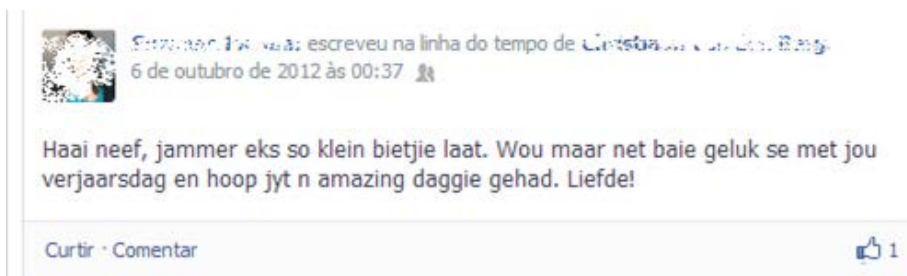 escreveu na linha do tempo de
6 de outubro de 2012 às 00:37
Haai neef, jammer eks so klein bietjie laat. Wou maar net baie geluk se met jou
verjaarsdag en hoop jyt n amazing daggie gehad. Liefde!
Curtir · Comentar 1